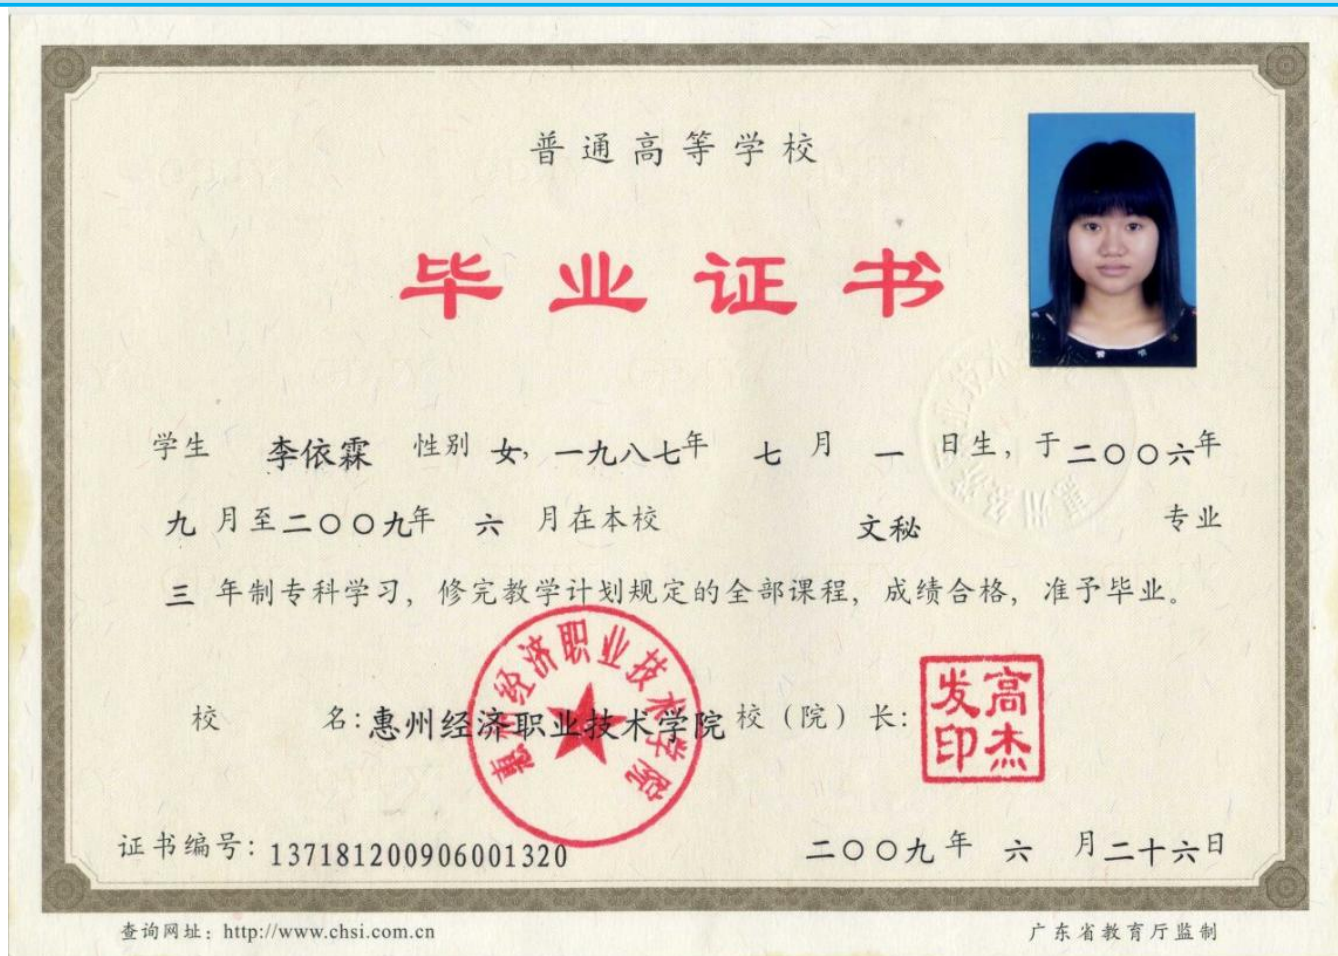 普通高等学校
毕业证书
学生 李依霖 性别 女, 一九八七年 七 月 一 日生, 于二〇〇六年
九 月至二〇〇九年 六 月在本校 文秘 专业
三 年制专科学习, 修完教学计划规定的全部课程, 成绩合格, 准予毕业。
惠州经济职业技术学院
校 名: 惠州经济职业技术学院 校（院）长:
高杰发印
证书编号: 137181200906001320 二〇〇九年 六 月二十六日
查询网址: http://www.chsi.com.cn 广东省教育厅监制